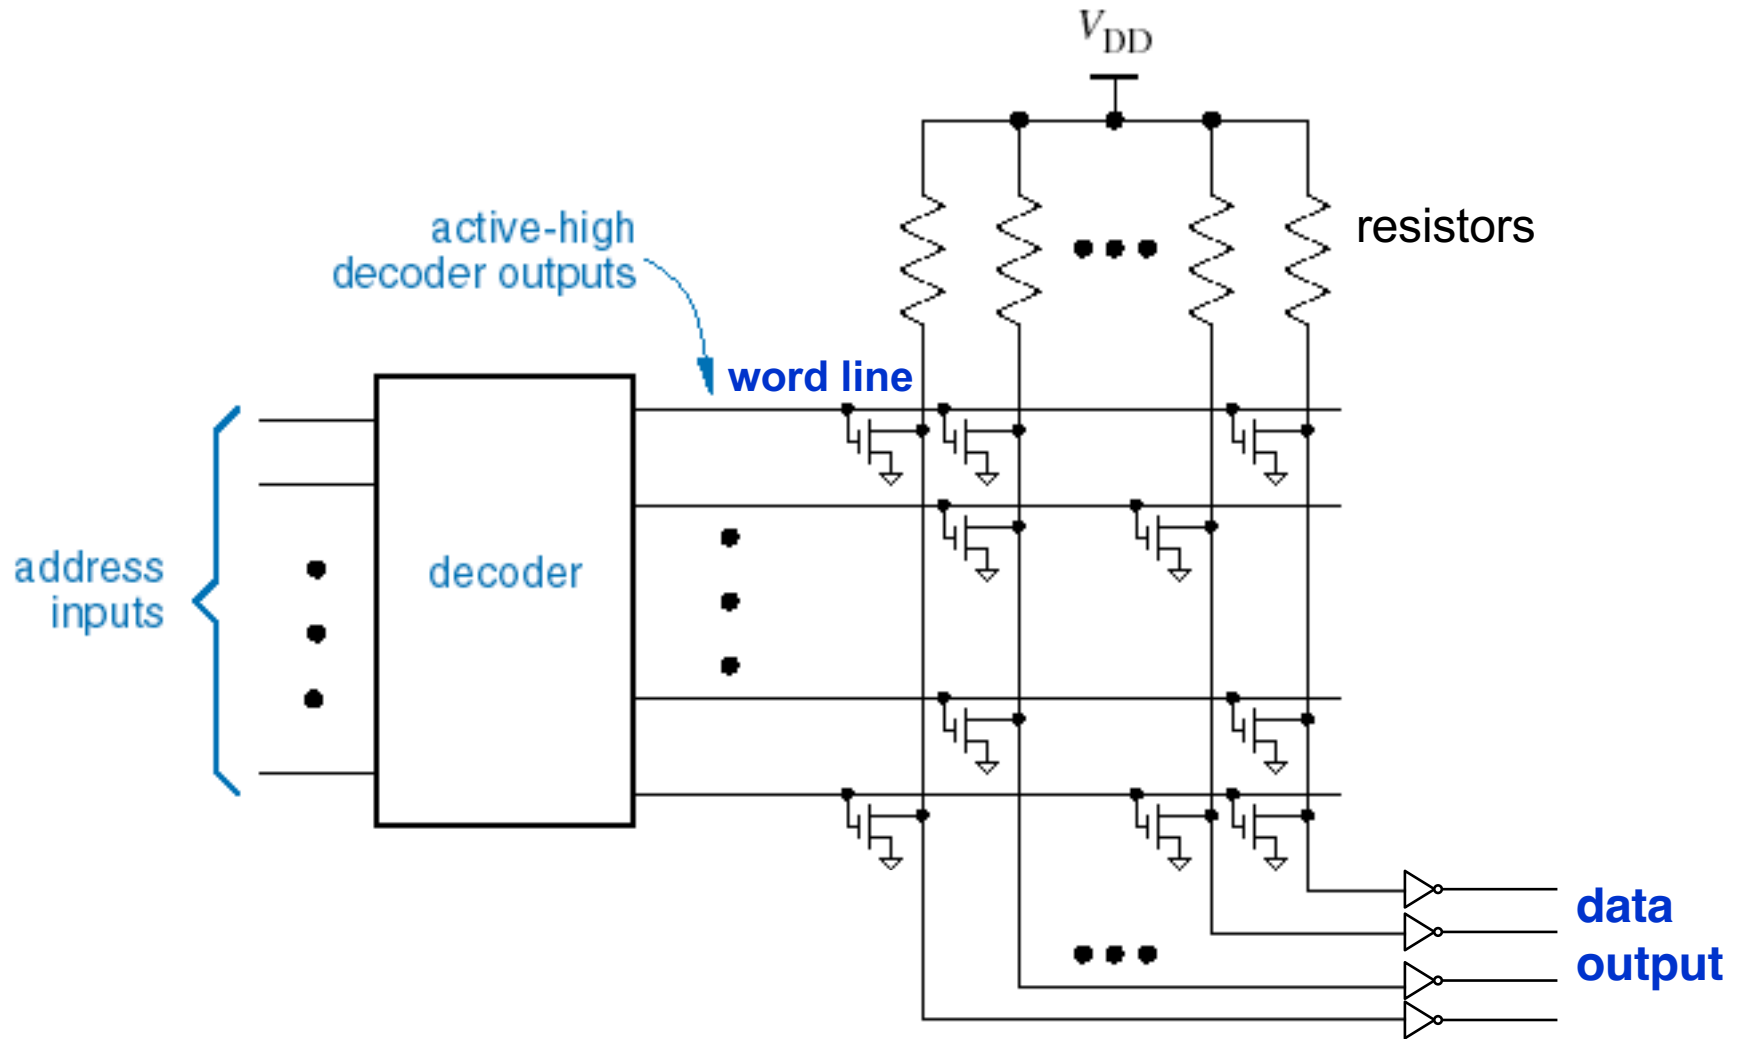 VDD
resistors
active-high
decoder outputs
word line
address
inputs
decoder
data
output